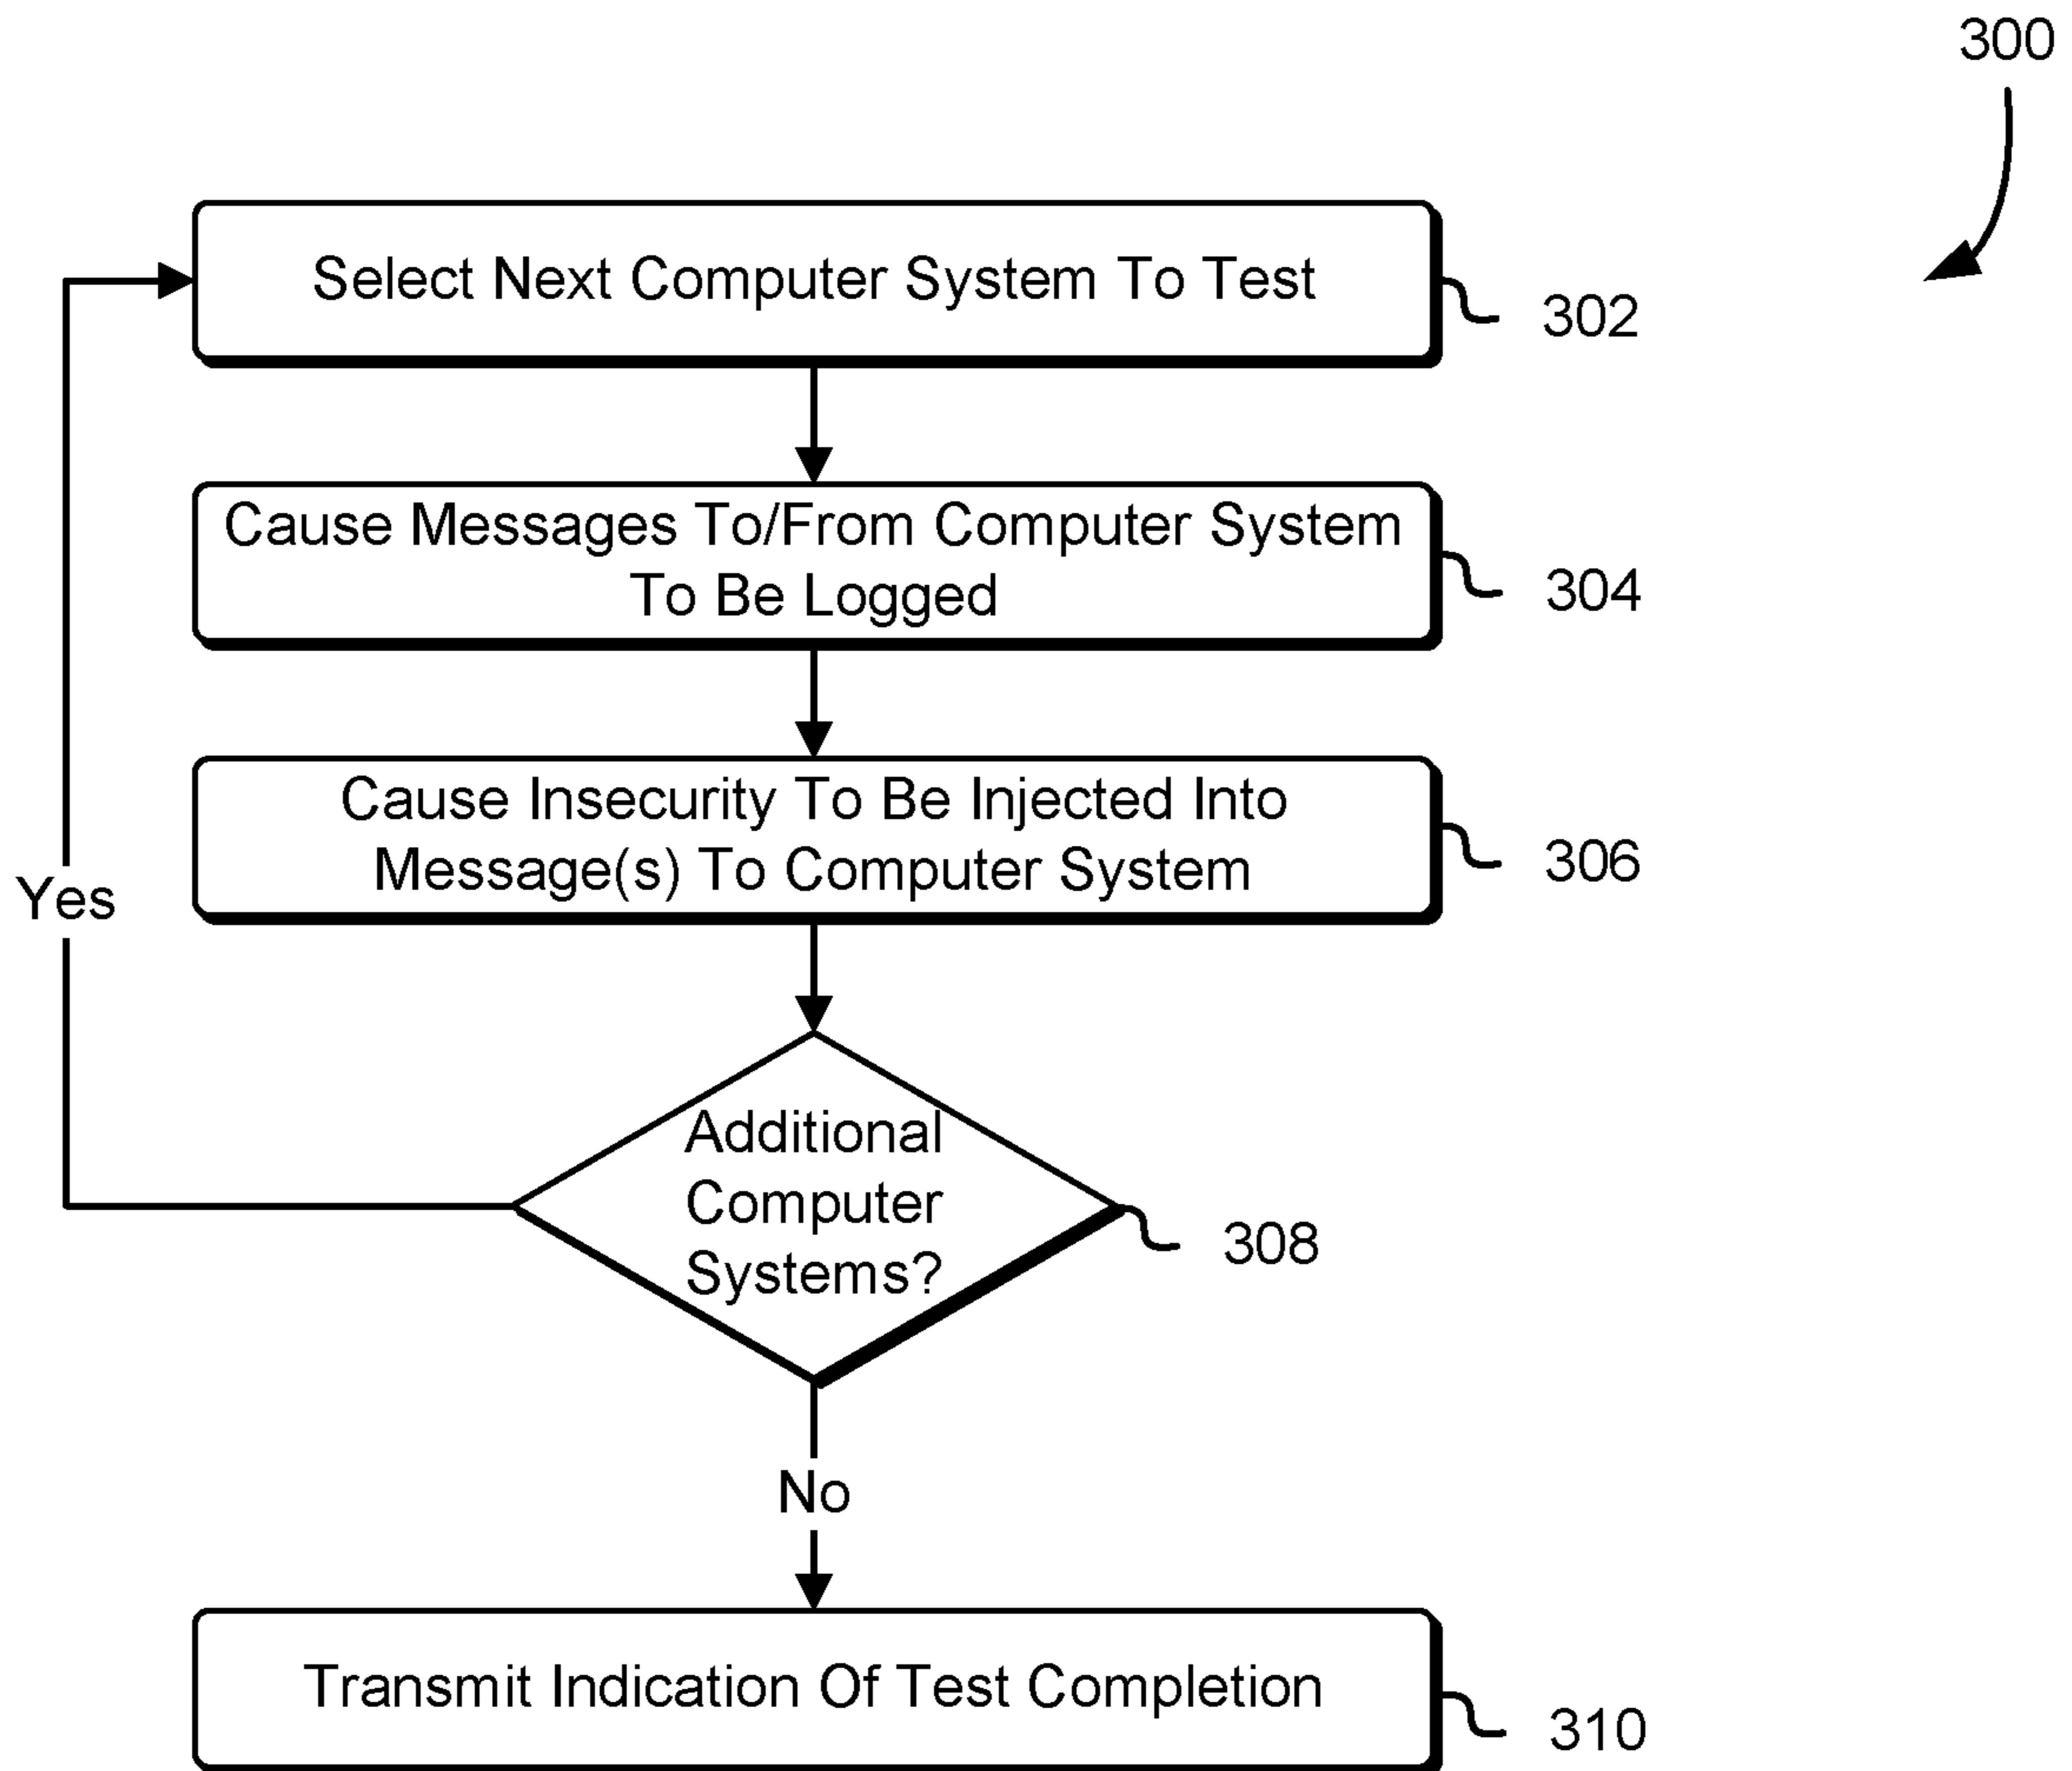 300
Select Next Computer System To Test
302
Cause Messages To/From Computer System
To Be Logged
304
Cause Insecurity To Be Injected Into
Message(s) To Computer System
306
Yes
Additional
Computer
Systems?
308
No
Transmit Indication Of Test Completion
310